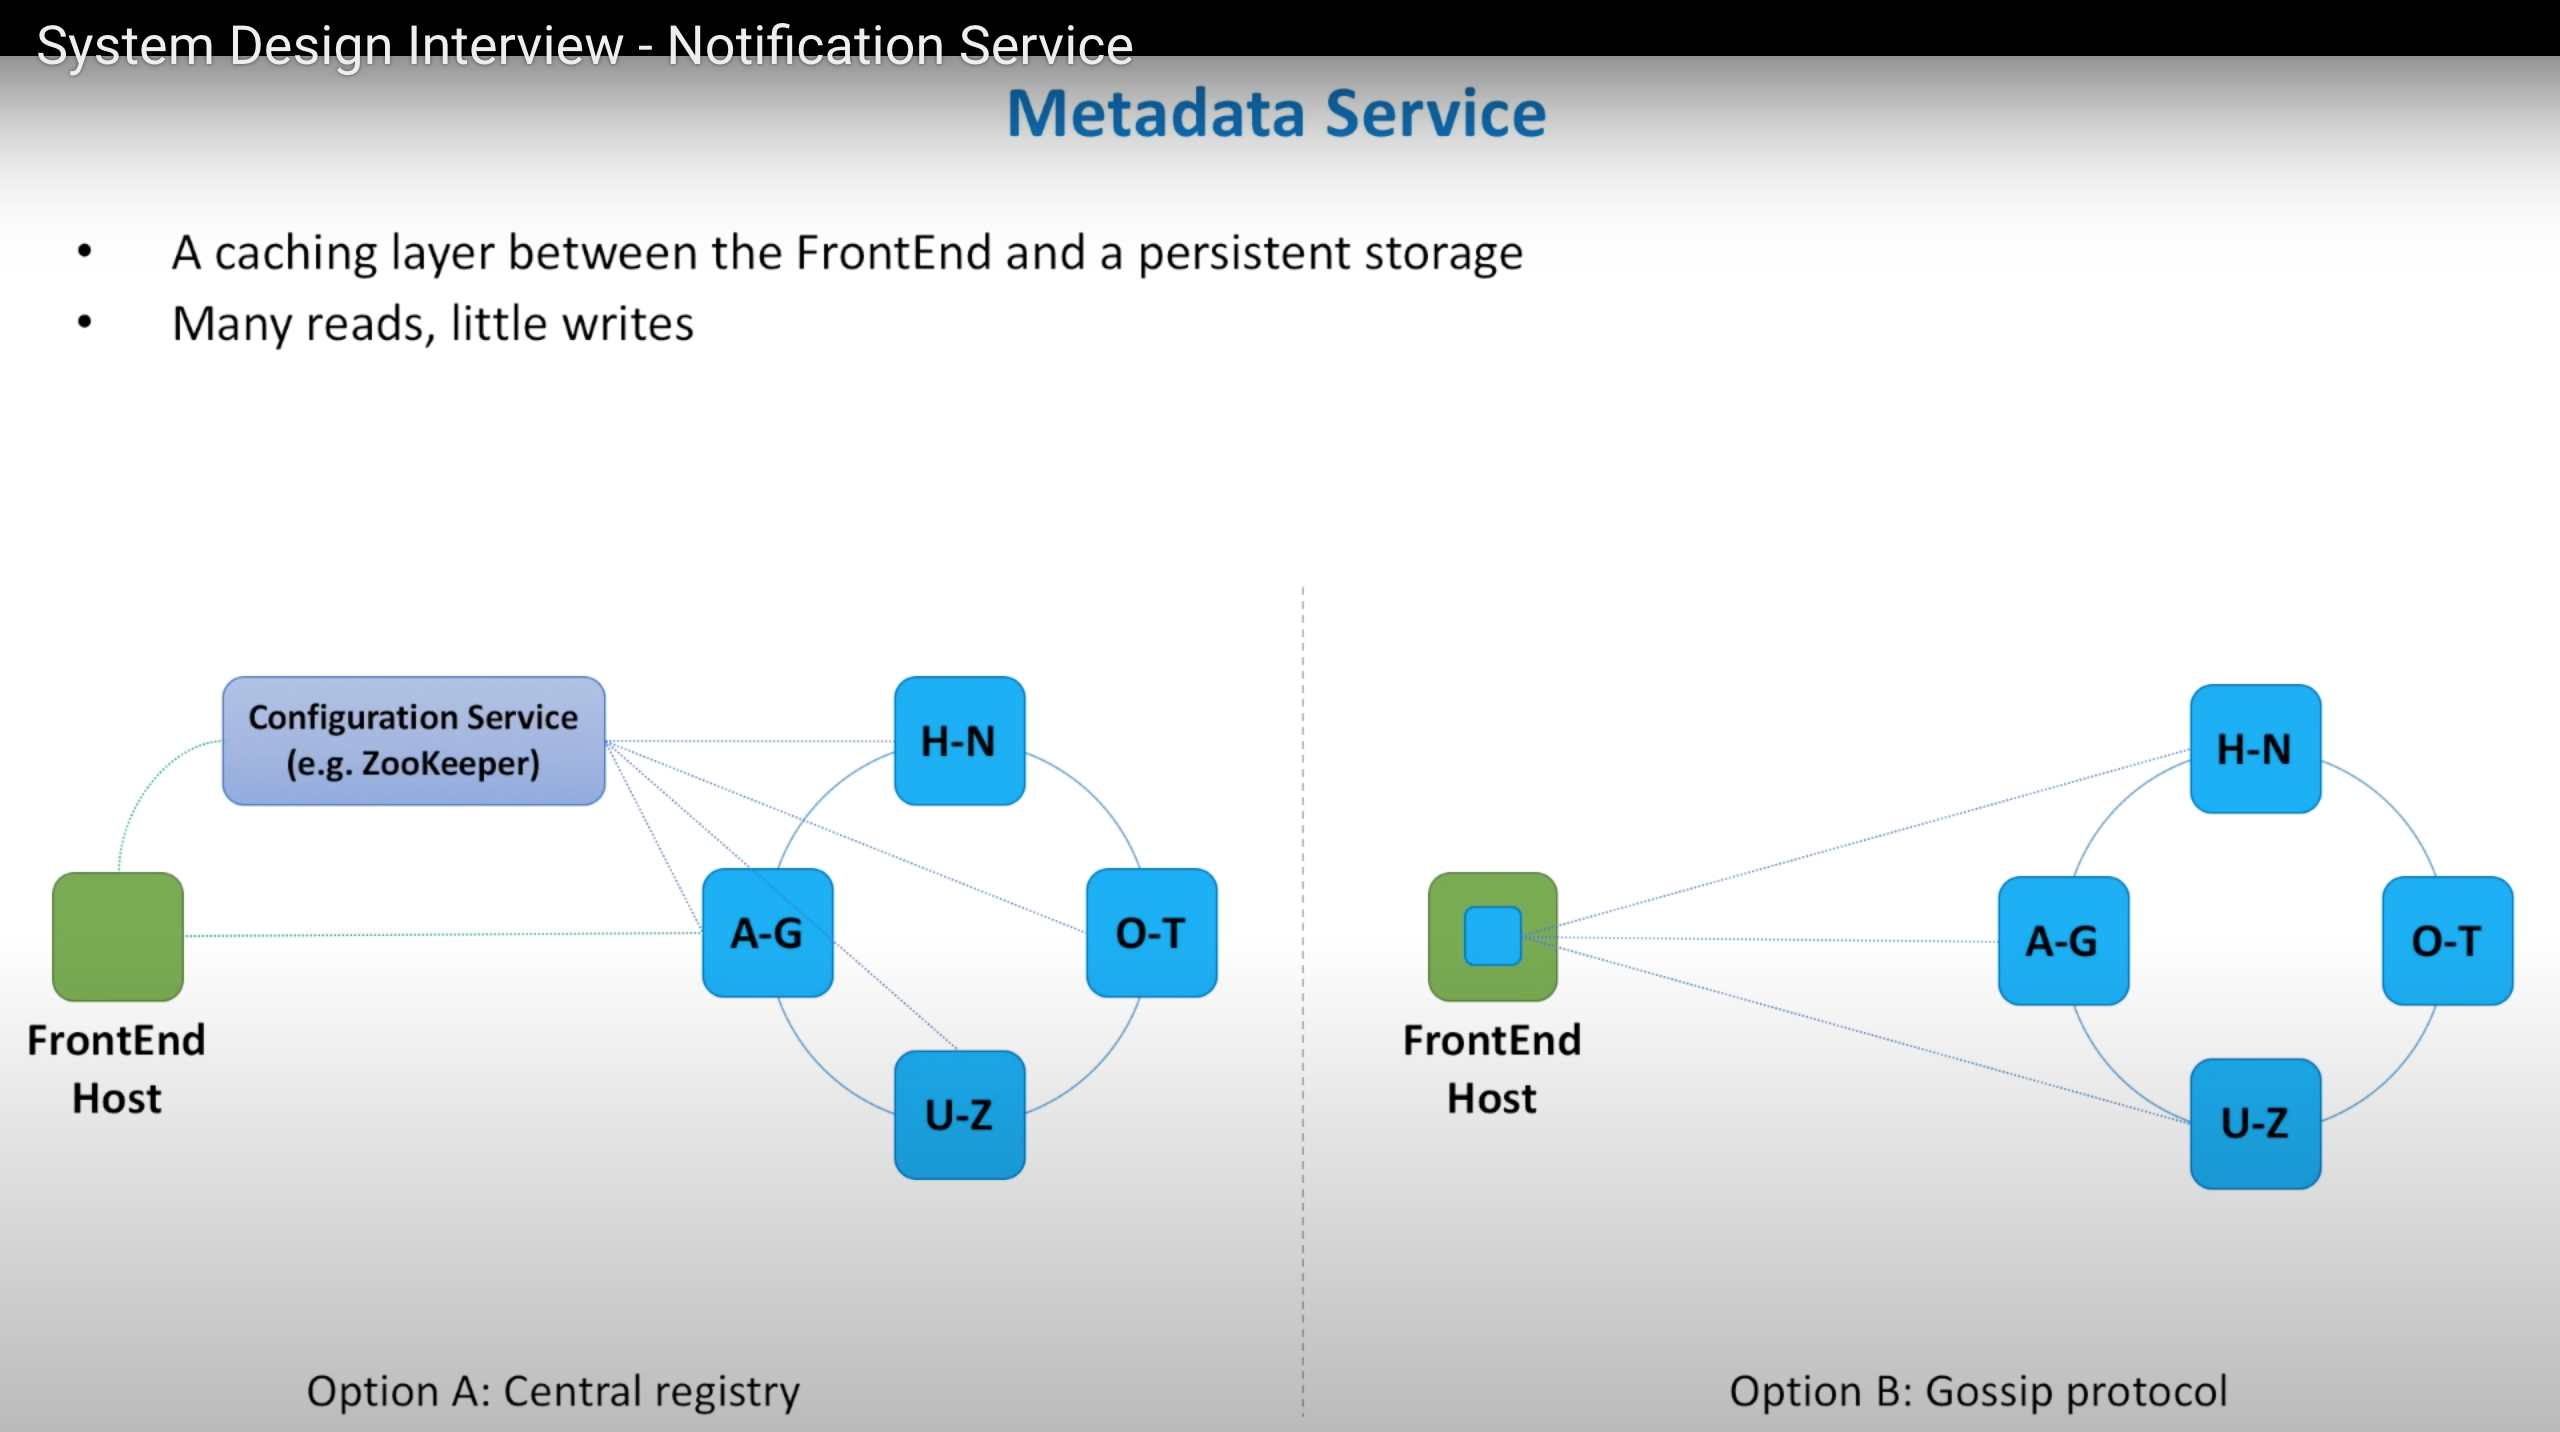 System Design Interview - Notification Service
Metadata Service
• A caching layer between the FrontEnd and a persistent storage
• Many reads, little writes
Configuration Service
(e.g. ZooKeeper)
H-N
A-G
O-T
U-Z
FrontEnd
Host
Option A: Central registry
H-N
A-G
O-T
U-Z
FrontEnd
Host
Option B: Gossip protocol